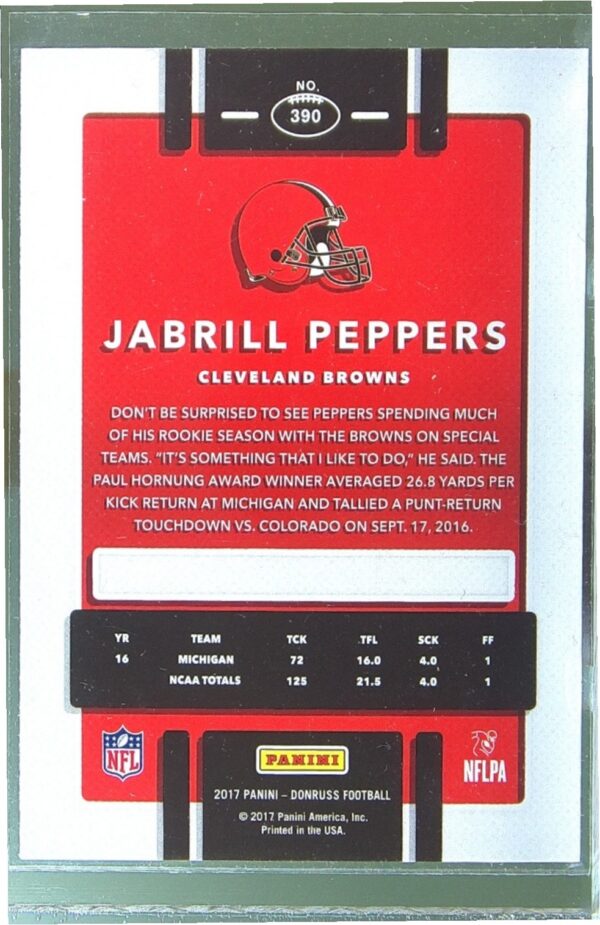 NO.
390
JABRILL PEPPERS
CLEVELAND BROWNS
DON'T BE SURPRISED TO SEE PEPPERS SPENDING MUCH
OF HIS ROOKIE SEASON WITH THE BROWNS ON SPECIAL
TEAMS. "IT'S SOMETHING THAT I LIKE TO DO," HE SAID. THE
PAUL HORNUNG AWARD WINNER AVERAGED 26.8 YARDS PER
KICK RETURN AT MICHIGAN AND TALLIED A PUNT-RETURN
TOUCHDOWN VS. COLORADO ON SEPT. 17, 2016.
YR TEAM TCK TFL SCK FF
16 MICHIGAN 72 16.0 4.0 1
NCAA TOTALS 125 21.5 4.0 1
NFL
PANINI
NFLPA
2017 PANINI – DONRUSS FOOTBALL
© 2017 Panini America, Inc.
Printed in the USA.